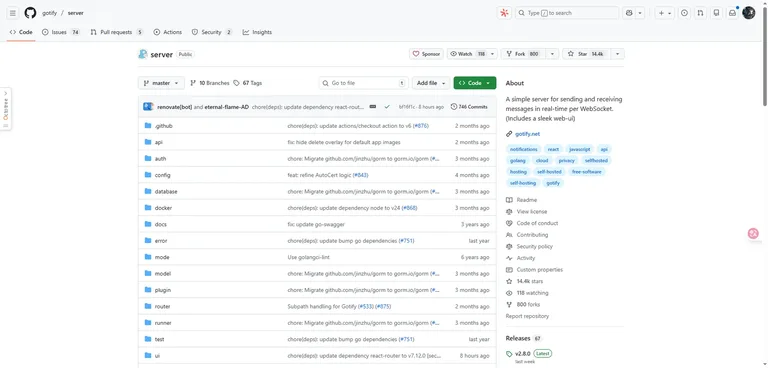 gotify / server
Type / to search
Code
Issues 74
Pull requests 5
Actions
Security 2
Insights
server Public
Sponsor
Watch 118
Fork 800
Star 14.4k
master
10 Branches
67 Tags
Go to file
t
Add file
Code
renovate[bot] and eternal-flame-AD chore(deps): update dependency react-rout...
8 hours ago
746 Commits
.github chore(deps): update actions/checkout action to v6 (#876) 2 months ago
api fix: hide delete overlay for default app images 2 months ago
auth chore: Migrate github.com/jinzhu/gorm to gorm.io/gorm (#... 3 months ago
config feat: refine AutoCert logic (#843) 4 months ago
database chore: Migrate github.com/jinzhu/gorm to gorm.io/gorm (#... 3 months ago
docker chore(deps): update dependency node to v24 (#868) 2 months ago
docs fix: update go-swagger 3 years ago
error chore(deps): update bump go dependencies (#751) last year
mode Use golangci-lint 6 years ago
model chore: Migrate github.com/jinzhu/gorm to gorm.io/gorm (#... 3 months ago
plugin chore: Migrate github.com/jinzhu/gorm to gorm.io/gorm (#... 3 months ago
router Subpath handling for Gotify (#533) (#875) 2 months ago
runner chore: Migrate github.com/jinzhu/gorm to gorm.io/gorm (#... 3 months ago
test chore(deps): update bump go dependencies (#751) last year
ui chore(deps): update dependency react-router to v7.12.0 [sec... 8 hours ago
About
A simple server for sending and receiving
messages in real-time per WebSocket.
(Includes a sleek web-ui)
gotify.net
notifications react javascript api
golang cloud privacy selfhosted
hosting self-hosted free-software
self-hosting gotify
Readme
View license
Code of conduct
Contributing
Security policy
Activity
Custom properties
14.4k stars
118 watching
800 forks
Report repository
Releases 67
v2.8.0 Latest
last week
Octotree